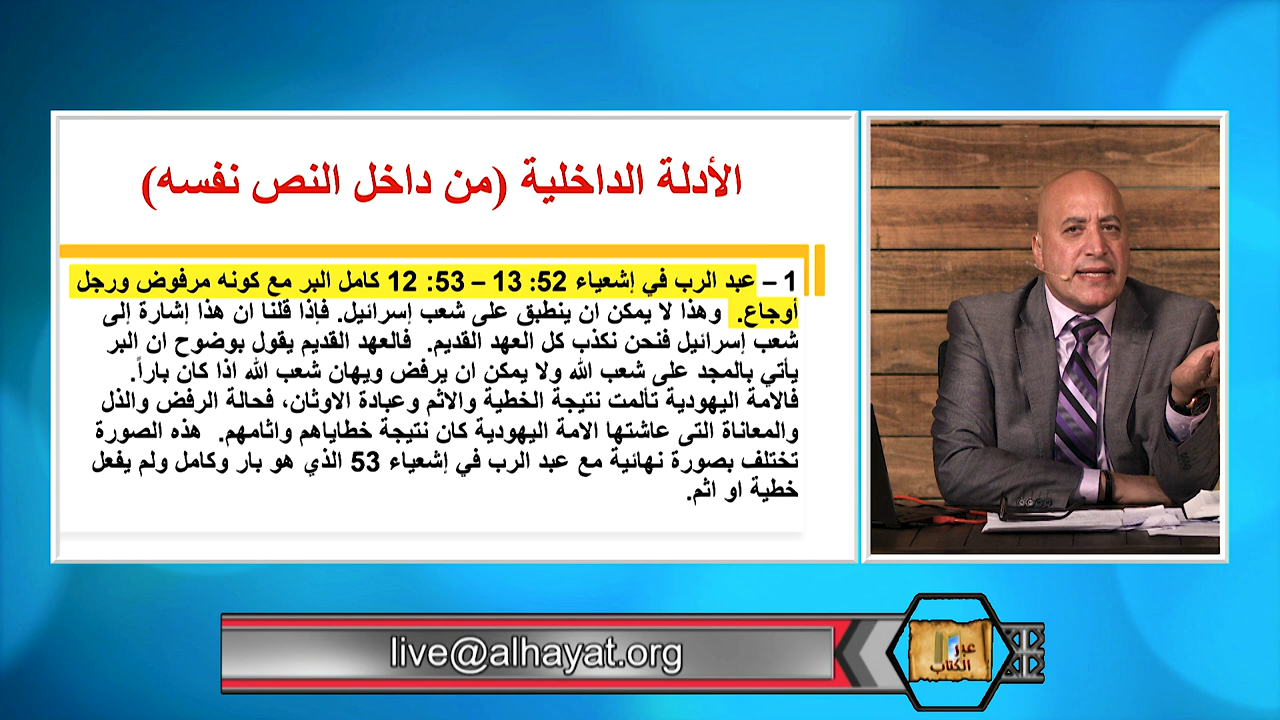 الأدلة الداخلية (من داخل النص نفسه)
1 – عبد الرب في إشعياء 52: 13 – 53: 12 كامل البر مع كونه مرفوض ورجل
أوجاع. وهذا لا يمكن ان ينطبق على شعب إسرائيل. فإذا قلنا ان هذا إشارة إلى
شعب إسرائيل فنحن نكذب كل العهد القديم. فالعهد القديم يقول بوضوح ان البر
يأتي بالمجد على شعب الله ولا يمكن ان يرفض ويهان شعب الله اذا كان باراً.
فالامة اليهودية تألمت نتيجة الخطية والاثم وعبادة الاوثان، فحالة الرفض والذل
والمعاناة التى عاشتها الامة اليهودية كان نتيجة خطاياهم واثامهم. هذه الصورة
تختلف بصورة نهائية مع عبد الرب في إشعياء 53 الذي هو بار وكامل ولم يفعل
خطية او اثم.
live@alhayat.org
عبر
الكتاب